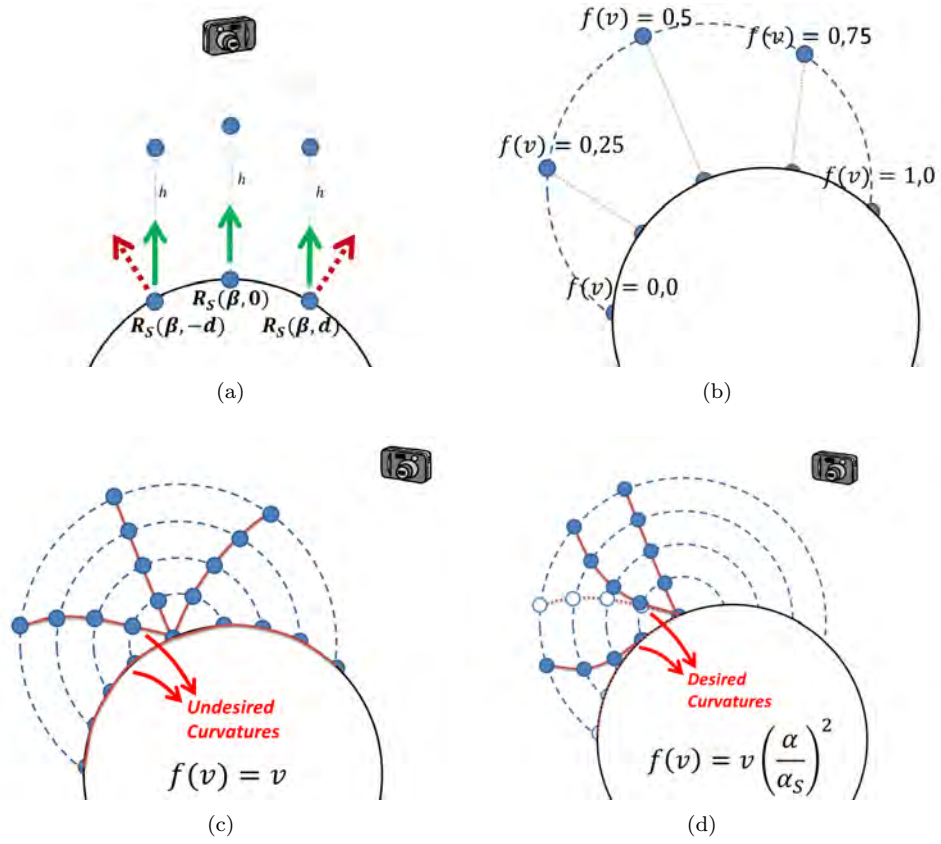 h
h
h
R_S(β, 0)
R_S(β, −d)
R_S(β, d)
(a)
f(v) = 0,5
f(v) = 0,75
f(v) = 0,25
f(v) = 1,0
f(v) = 0,0
(b)
Undesired
Curvatures
f(v) = v
(c)
Desired
Curvatures
f(v) = v(α/α_S)^2
(d)